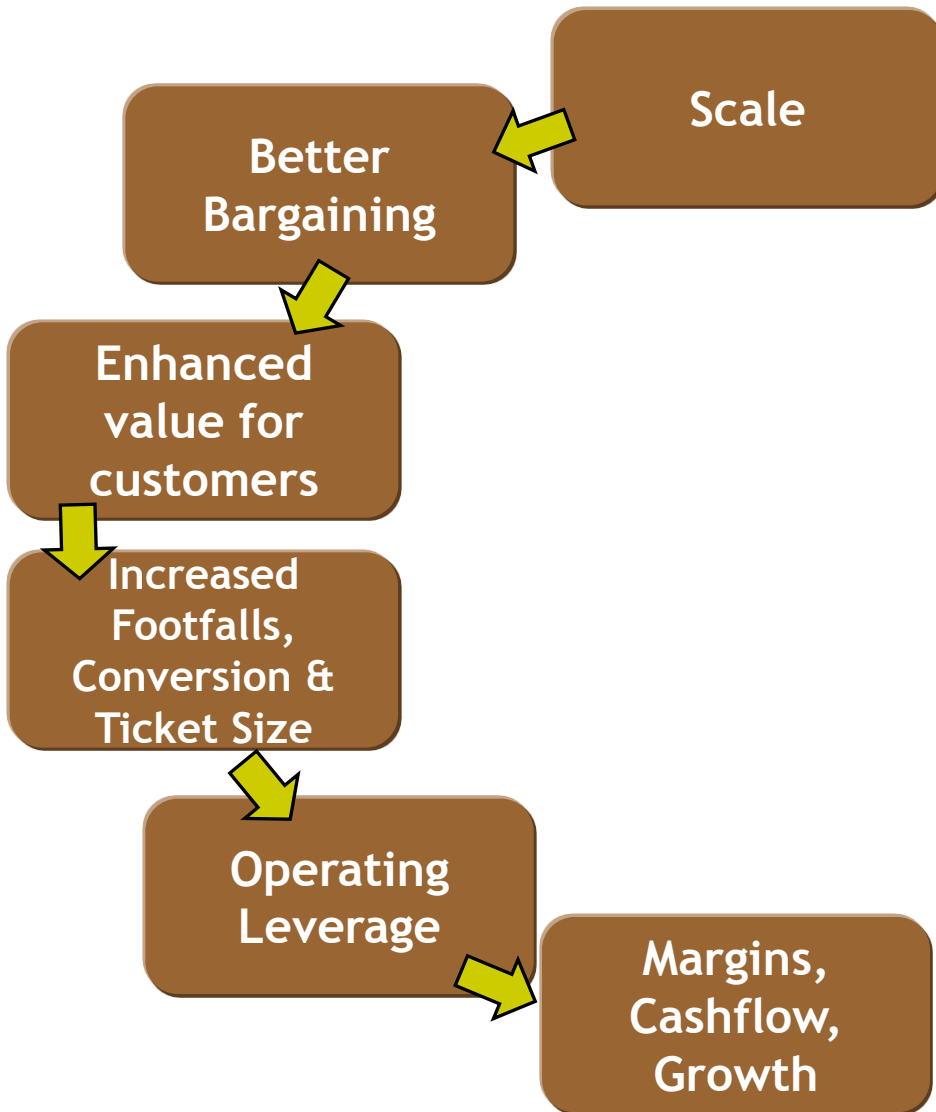 Scale
Better
Bargaining
Enhanced
value for
customers
Increased
Footfalls,
Conversion &
Ticket Size
Operating
Leverage
Margins,
Cashflow,
Growth